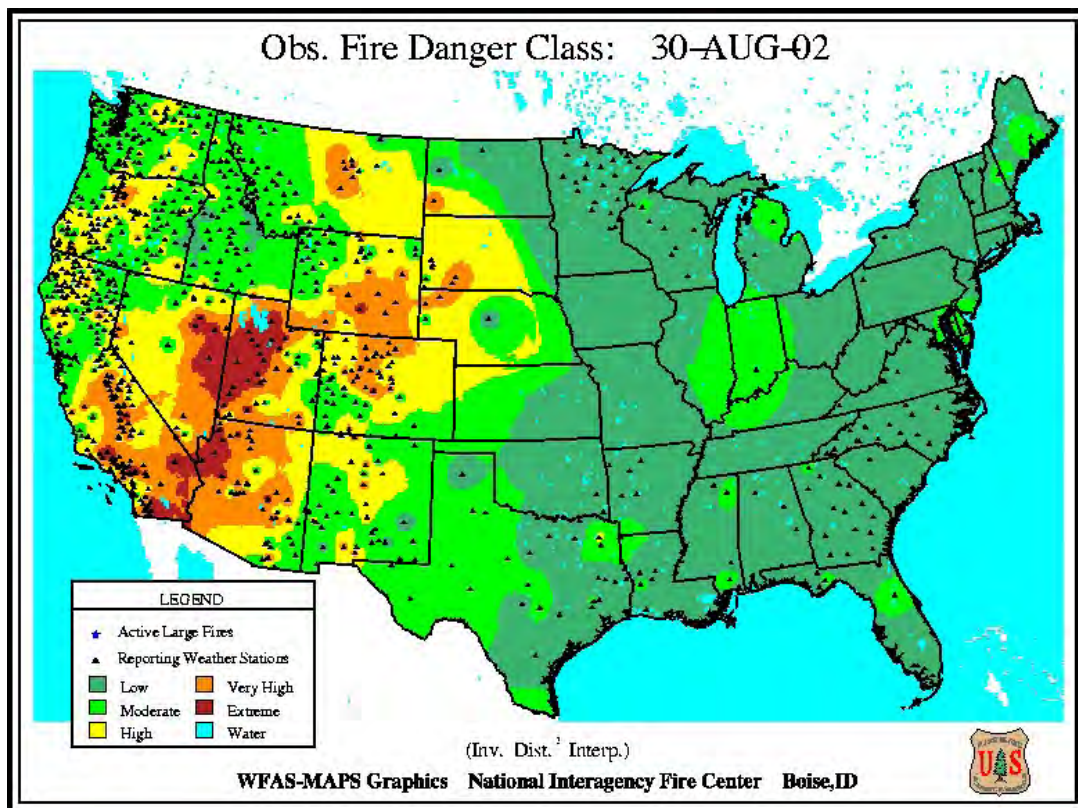 Obs. Fire Danger Class: 30-AUG-02
LEGEND
Active Large Fires
Reporting Weather Stations
Low
Very High
Moderate
Extreme
High
Water
(Inv. Dist.² Interp.)
WFAS-MAPS Graphics National Interagency Fire Center Boise,ID
U S